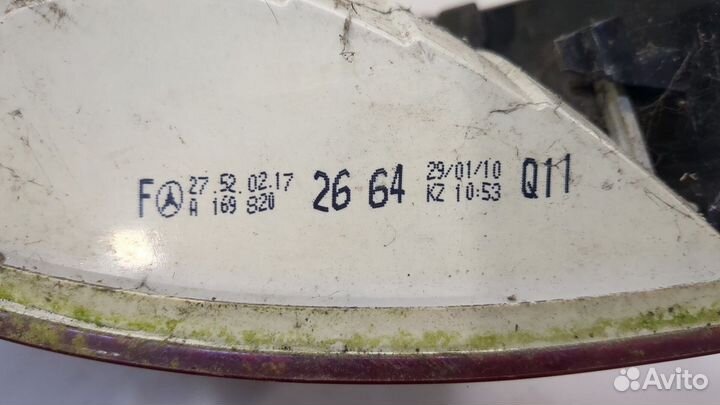 F 27.52.02.17 26 64 29/01/10 Q11
A 169 820 KZ 10:53
Avito